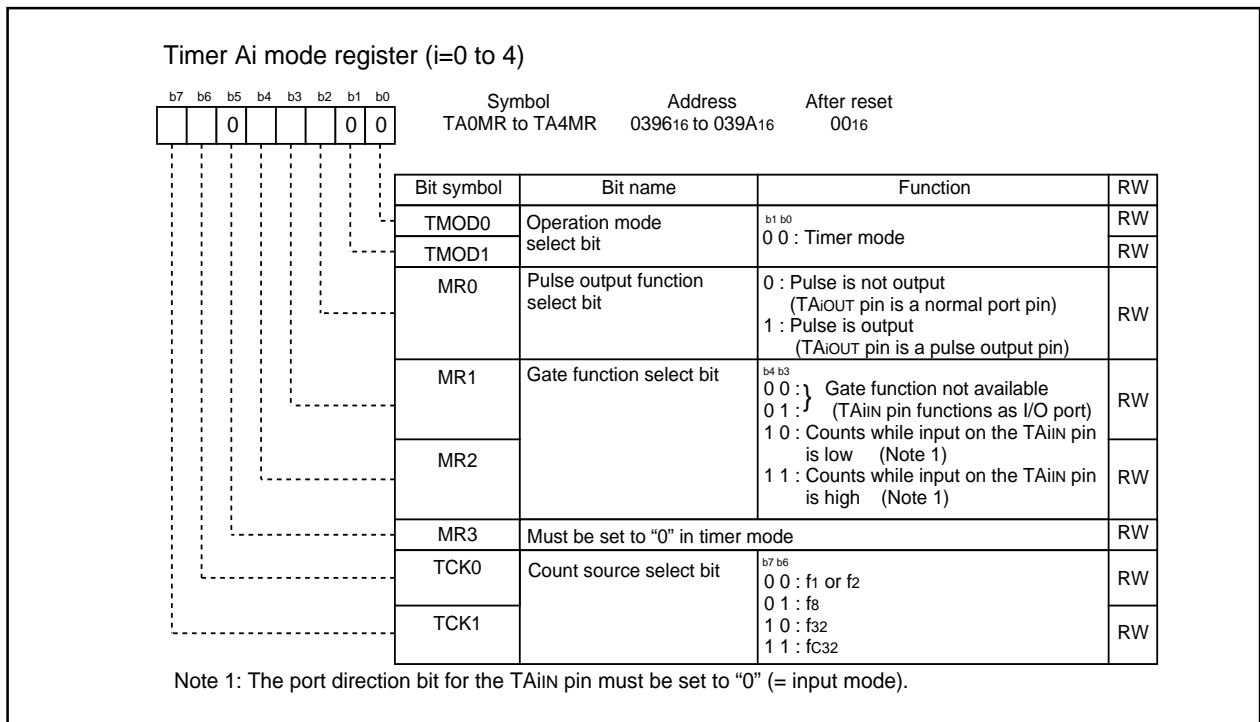 Timer Ai mode register (i=0 to 4)
b7 b6 b5 b4 b3 b2 b1 b0
0 0 0
Symbol Address After reset
TA0MR to TA4MR 039616 to 039A16 0016
Bit symbol Bit name Function RW
TMOD0 Operation mode select bit b1 b0 RW
TMOD1 0 0 : Timer mode RW
MR0 Pulse output function select bit 0 : Pulse is not output RW
(TAiOUT pin is a normal port pin)
1 : Pulse is output
(TAiOUT pin is a pulse output pin)
MR1 Gate function select bit b4 b3 RW
0 0 : } Gate function not available
0 1 : (TAiIN pin functions as I/O port)
1 0 : Counts while input on the TAiIN pin
MR2 is low (Note 1) RW
1 1 : Counts while input on the TAiIN pin
is high (Note 1)
MR3 Must be set to “0” in timer mode RW
TCK0 Count source select bit b7 b6 RW
0 0 : f1 or f2
0 1 : f8
TCK1 1 0 : f32 RW
1 1 : fC32
Note 1: The port direction bit for the TAiIN pin must be set to “0” (= input mode).